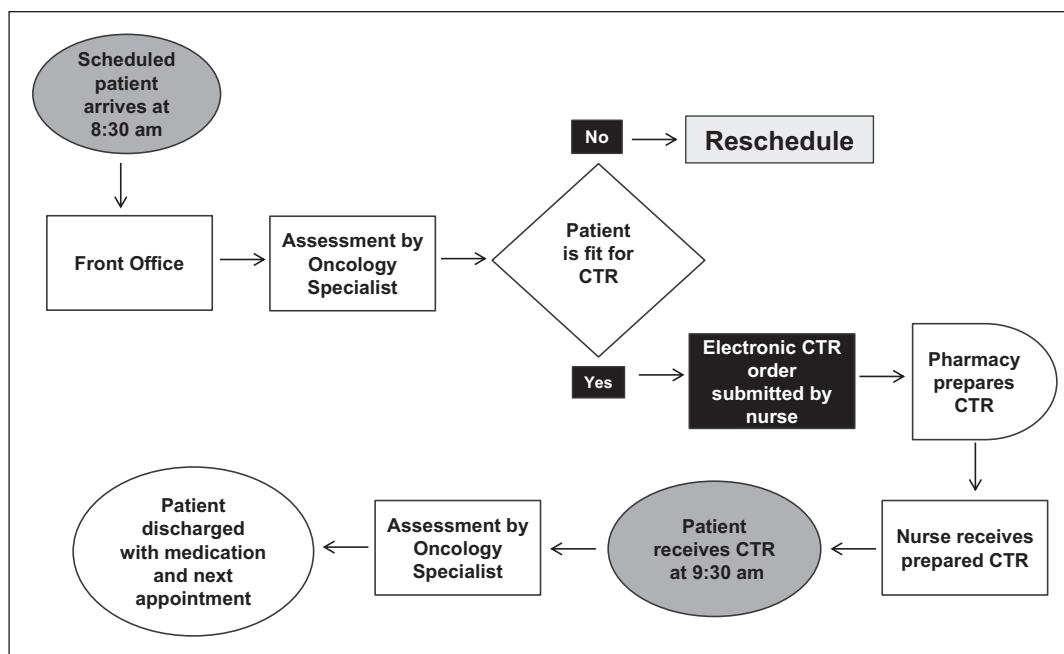 Scheduled
patient
arrives at
8:30 am
Front Office
Assessment by
Oncology
Specialist
Patient
is fit for
CTR
No
Reschedule
Yes
Electronic CTR
order
submitted by
nurse
Pharmacy
prepares
CTR
Nurse receives
prepared CTR
Patient
receives CTR
at 9:30 am
Assessment by
Oncology
Specialist
Patient
discharged
with medication
and next
appointment